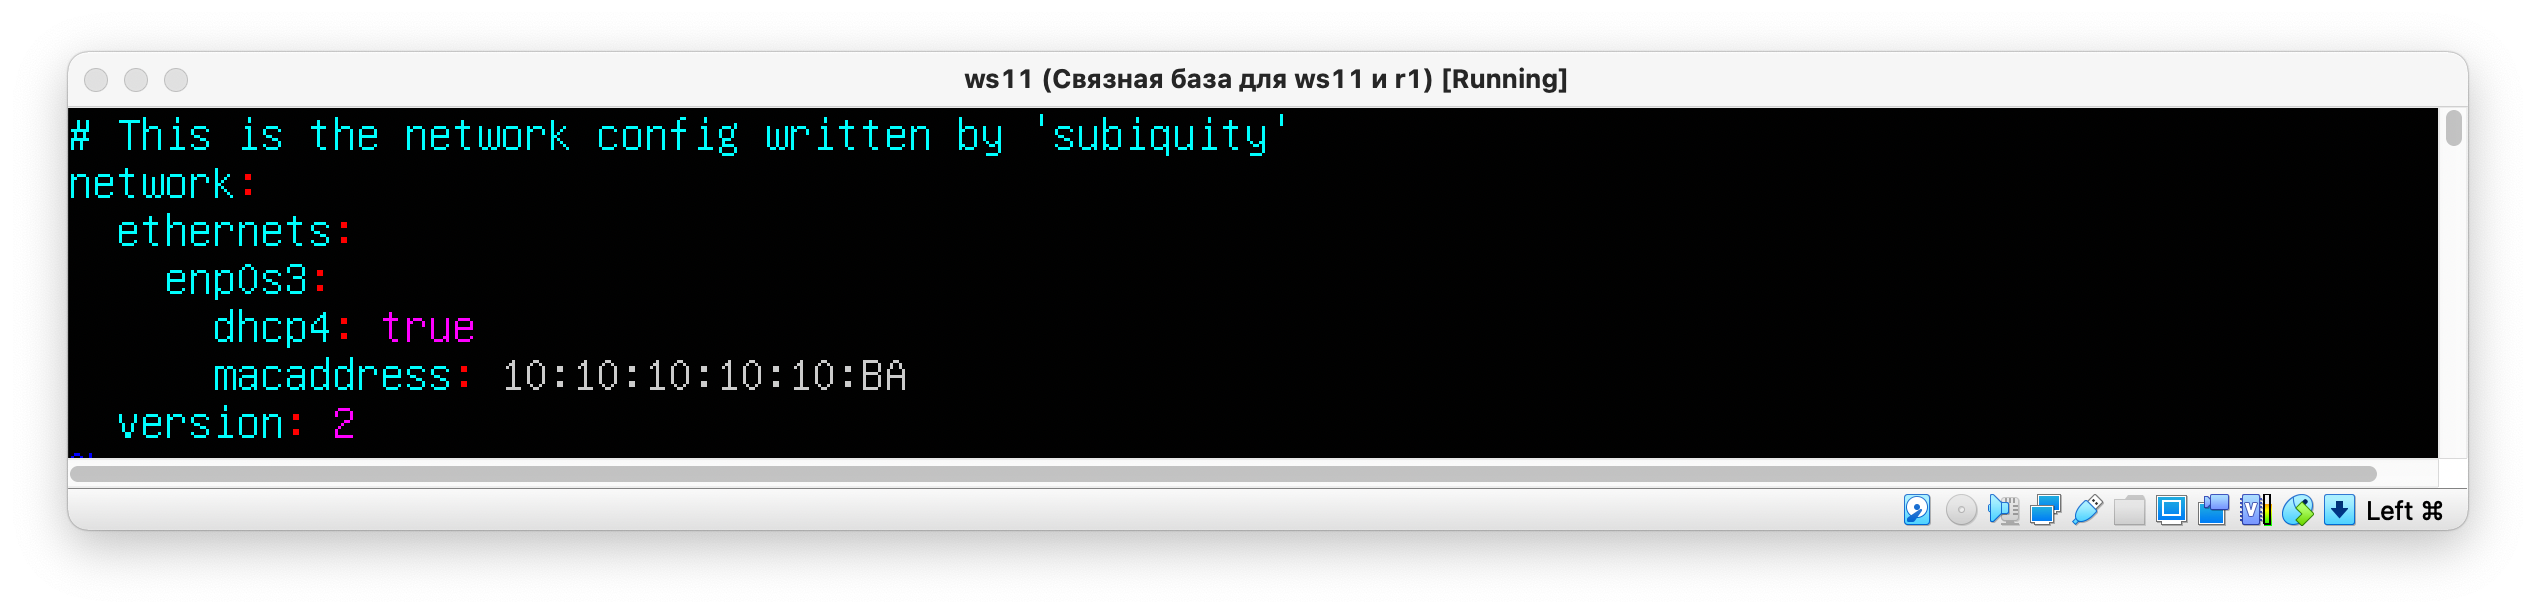 ws11 (Связная база для ws11 и r1) [Running]
# This is the network config written by 'subiquity'
network:
  ethernets:
    enp0s3:
      dhcp4: true
      macaddress: 10:10:10:10:10:BA
  version: 2
Left ⌘